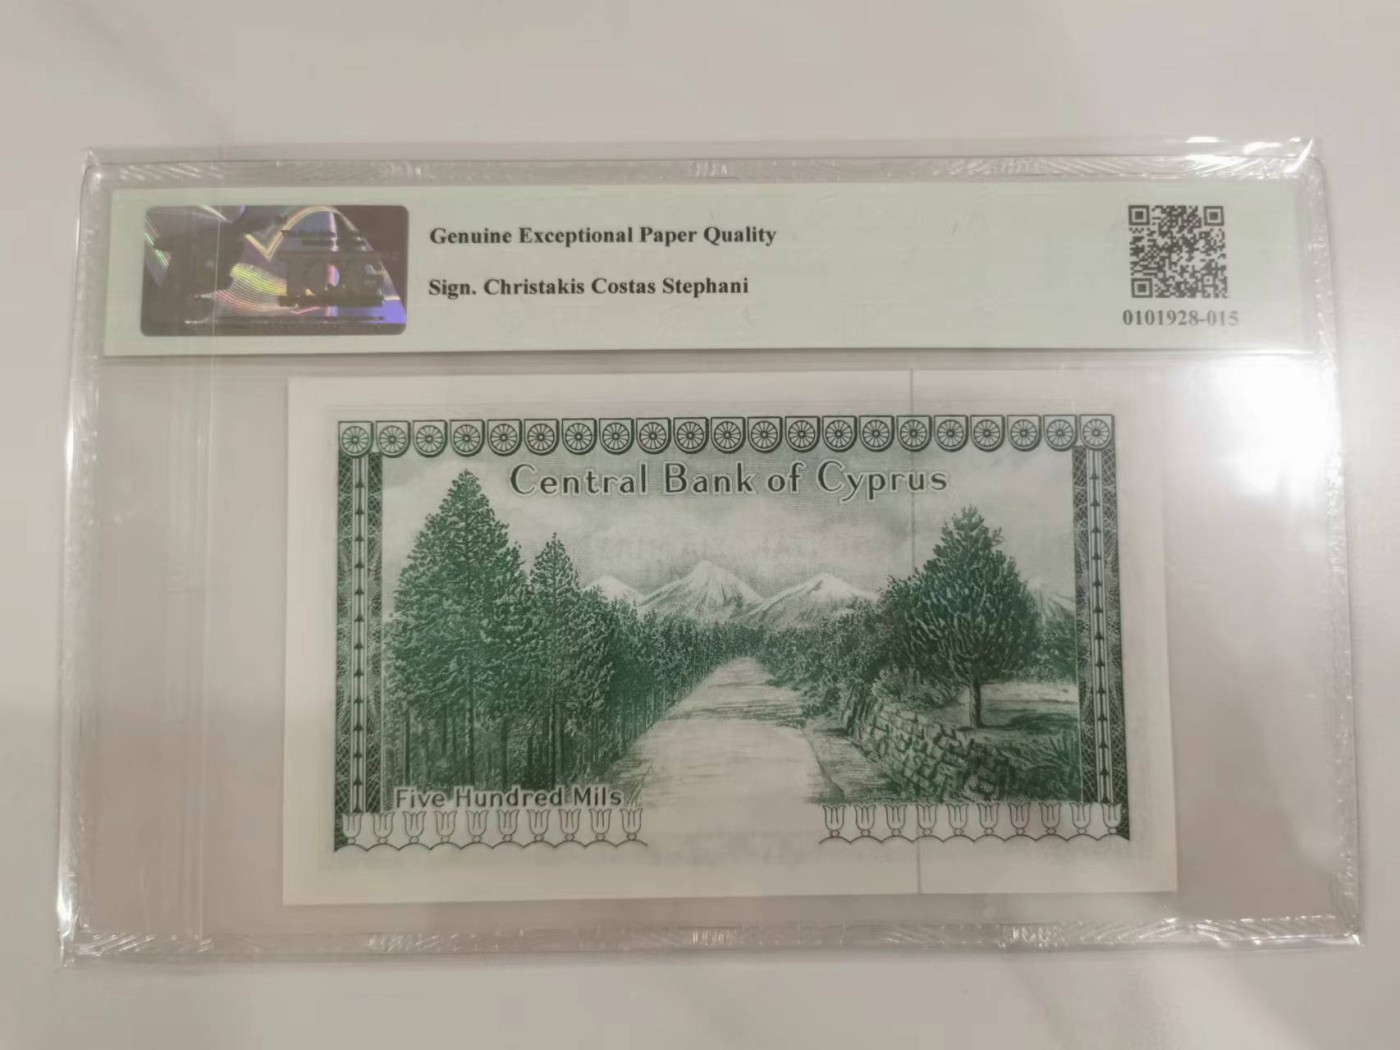 Genuine Exceptional Paper Quality
Sign. Christakis Costas Stephani
0101928-015
Central Bank of Cyprus
Five Hundred Mils